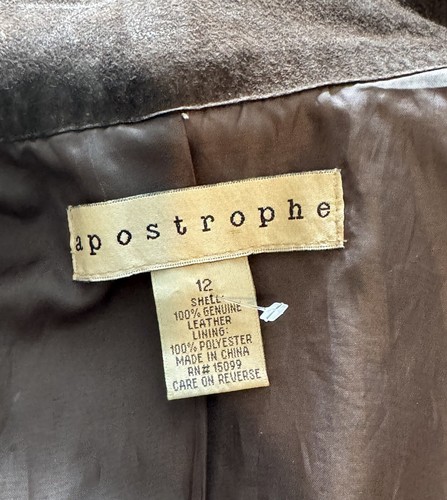 apostrophe
12
SHELL:
100% GENUINE
LEATHER
LINING:
100% POLYESTER
MADE IN CHINA
RN# 15099
CARE ON REVERSE